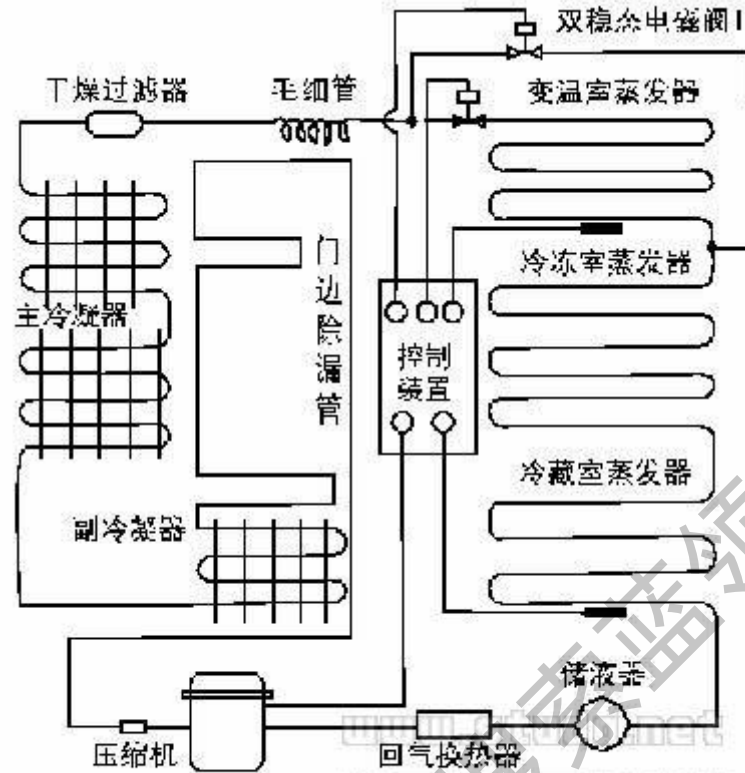 双稳态电磁阀1
干燥过滤器
毛细管
变温室蒸发器
门边除漏管
冷冻室蒸发器
主冷凝器
控制
装置
冷藏室蒸发器
副冷凝器
储液器
压缩机
回气换热器